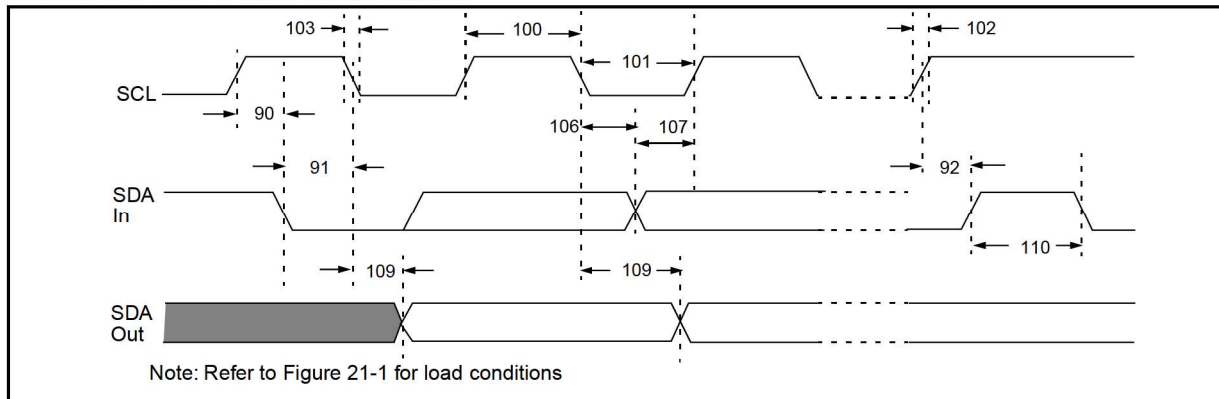 103
100
102
101
SCL
90
106
107
91
92
SDA
In
109
109
110
SDA
Out
Note: Refer to Figure 21-1 for load conditions